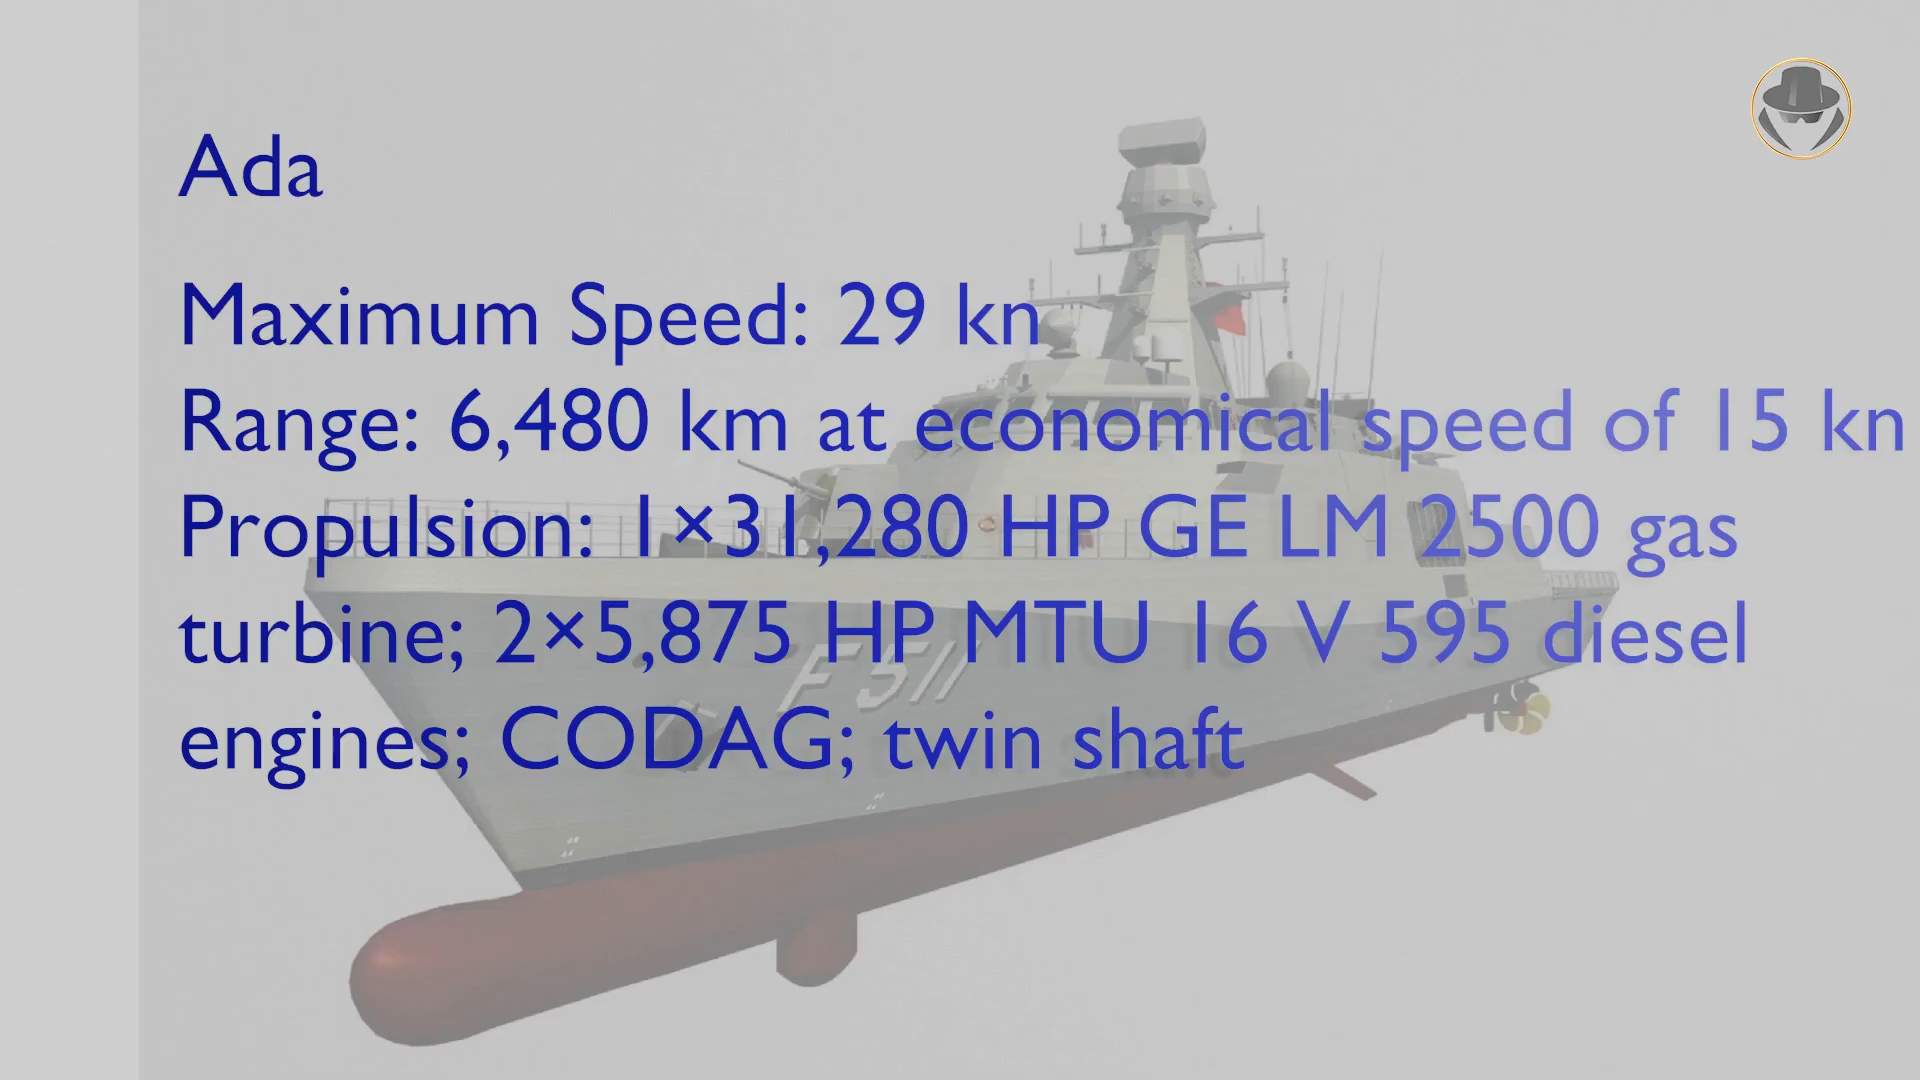 Ada
Maximum Speed: 29 kn
Range: 6,480 km at economical speed of 15 kn
Propulsion: 1×31,280 HP GE LM 2500 gas
turbine; 2×5,875 HP MTU 16 V 595 diesel
engines; CODAG; twin shaft
F 511